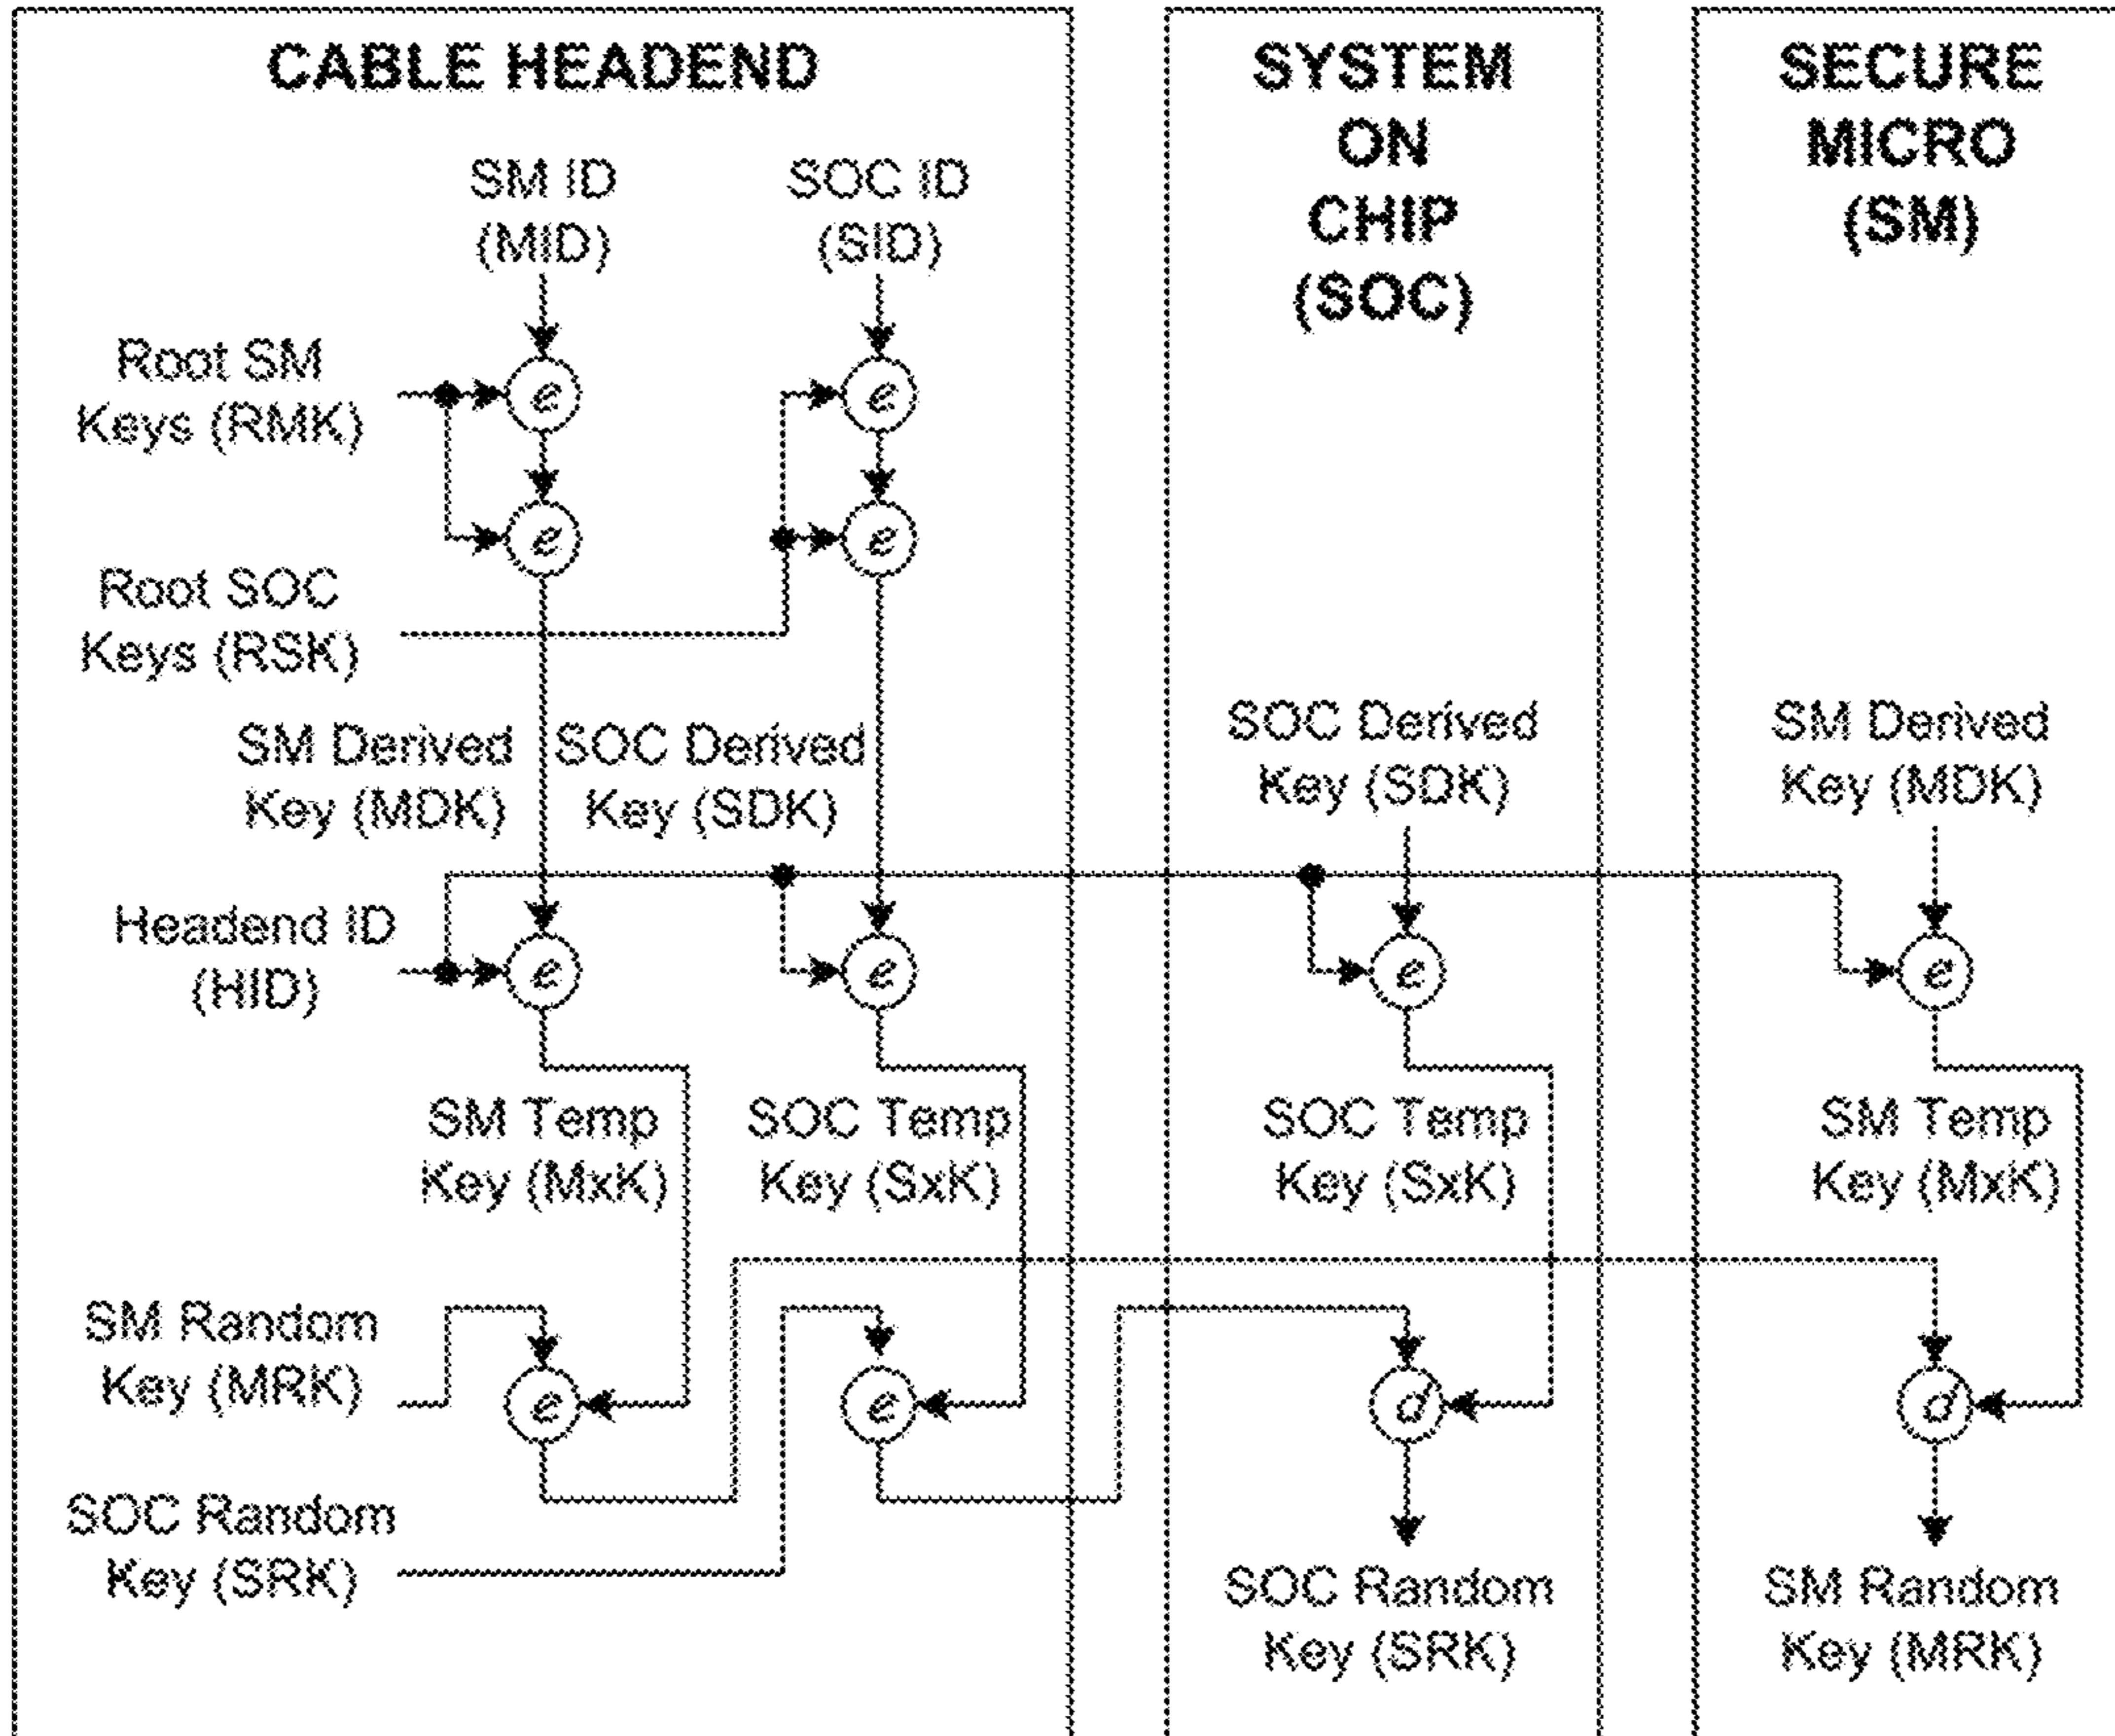 CABLE HEADEND
SM ID
(MID)
SOC ID
(SID)
Root SM
Keys (RMK)
e
e
e
e
Root SOC
Keys (RSK)
SM Derived
Key (MDK)
SOC Derived
Key (SDK)
Headend ID
(HID)
e
e
SM Temp
Key (MxK)
SOC Temp
Key (SxK)
SM Random
Key (MRK)
e
e
SOC Random
Key (SRK)
SYSTEM
ON
CHIP
(SOC)
SOC Derived
Key (SDK)
e
SOC Temp
Key (SxK)
d
SOC Random
Key (SRK)
SECURE
MICRO
(SM)
SM Derived
Key (MDK)
e
SM Temp
Key (MxK)
d
SM Random
Key (MRK)